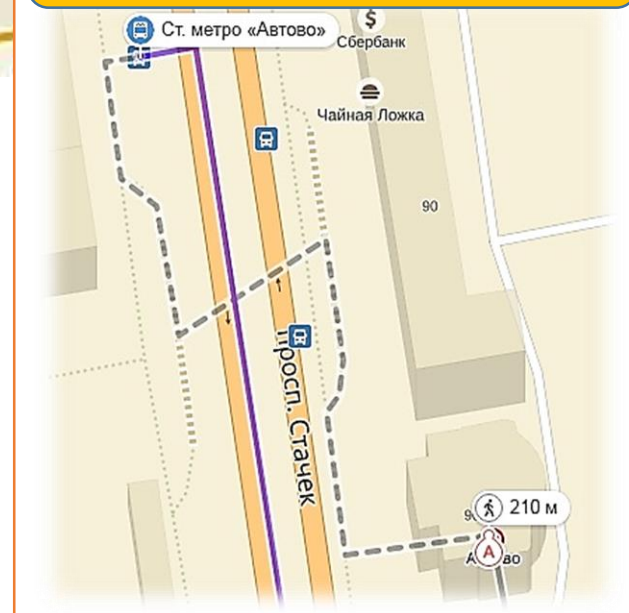 Ст. метро «Автово»
$
Сбербанк
Чайная Ложка
90
просп. Стачек
210 м
А